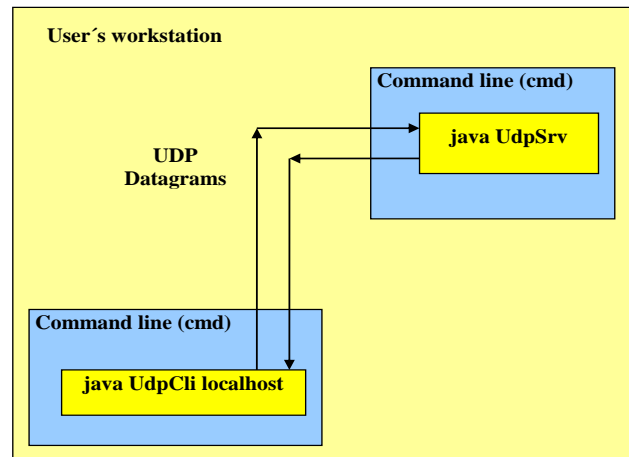 User´s workstation
Command line (cmd)
java UdpSrv
UDP
Datagrams
Command line (cmd)
java UdpCli localhost